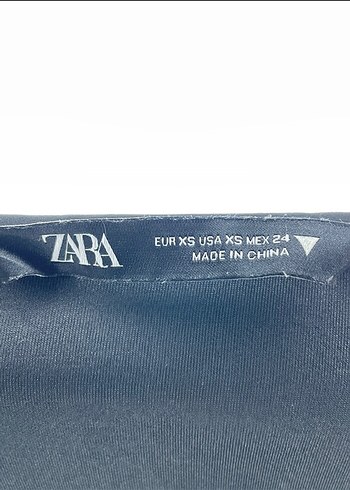 ZARA
EUR XS USA XS MEX 24
MADE IN CHINA